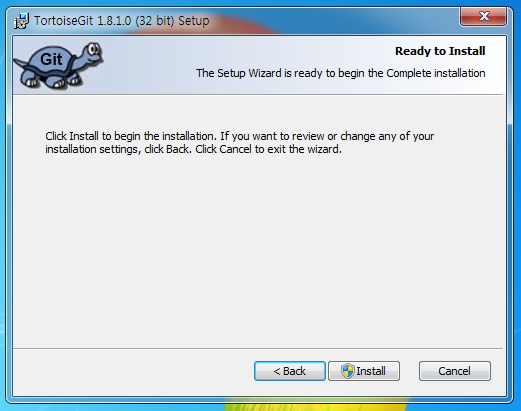 TortoiseGit 1.8.1.0 (32 bit) Setup
Git
Ready to Install
The Setup Wizard is ready to begin the Complete installation
Click Install to begin the installation. If you want to review or change any of your
installation settings, click Back. Click Cancel to exit the wizard.
< Back
Install
Cancel